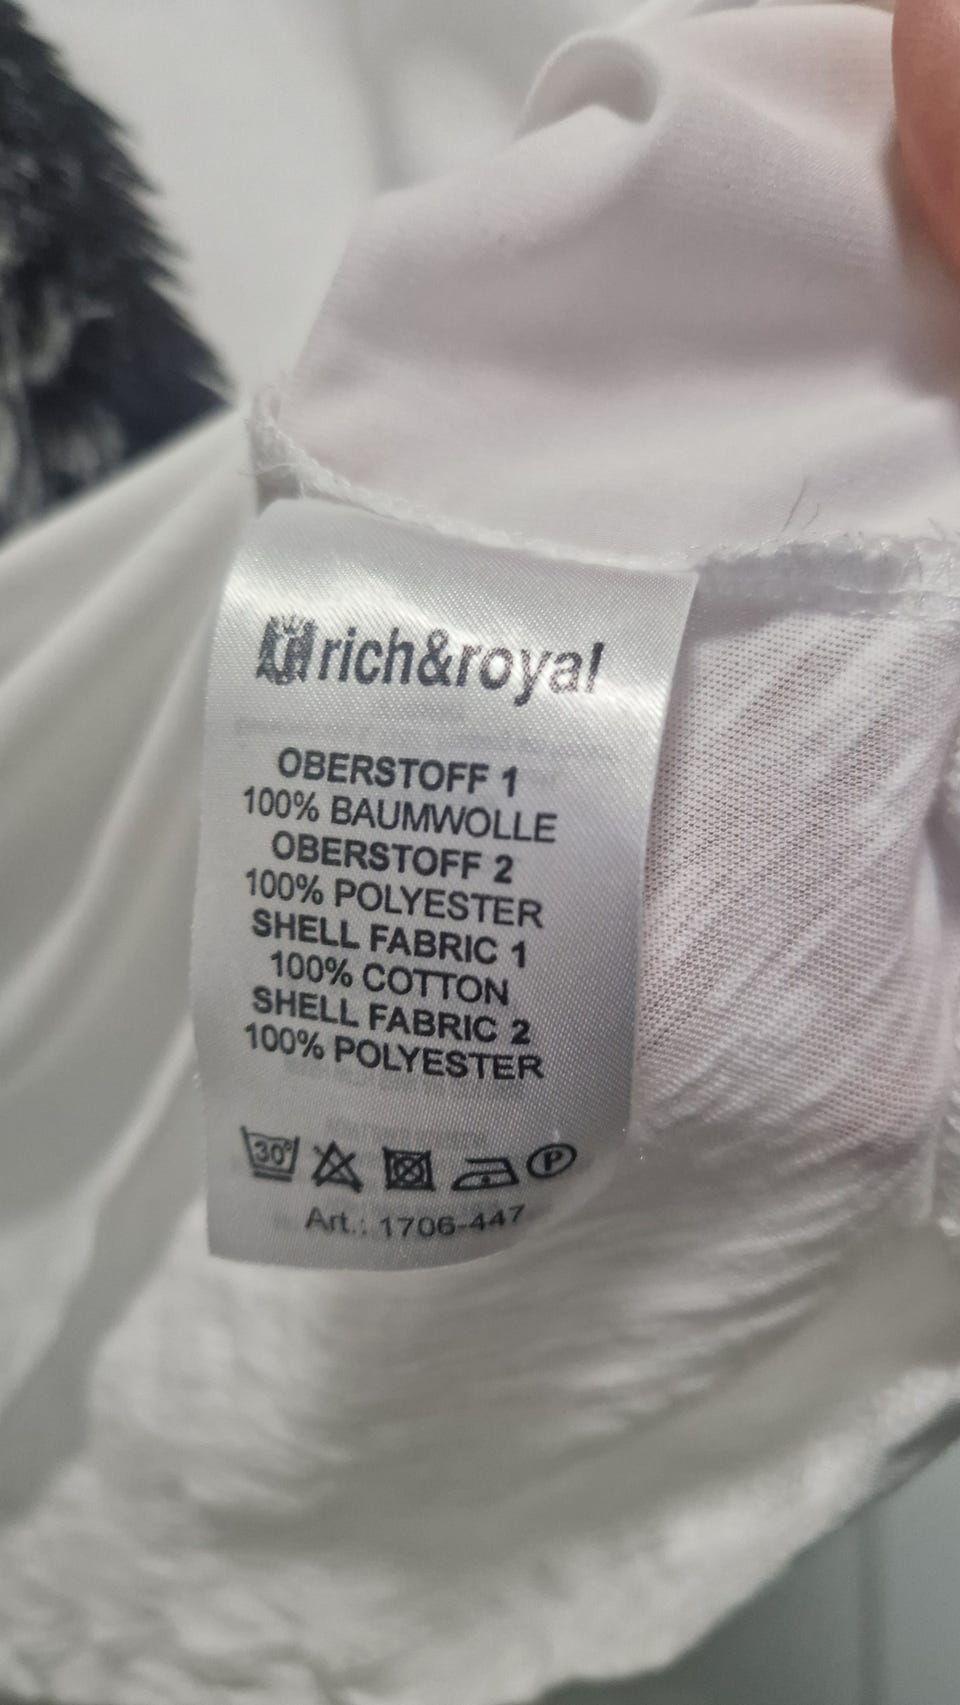 rich&royal
OBERSTOFF 1
100% BAUMWOLLE
OBERSTOFF 2
100% POLYESTER
SHELL FABRIC 1
100% COTTON
SHELL FABRIC 2
100% POLYESTER
30° P
Art.: 1706-447